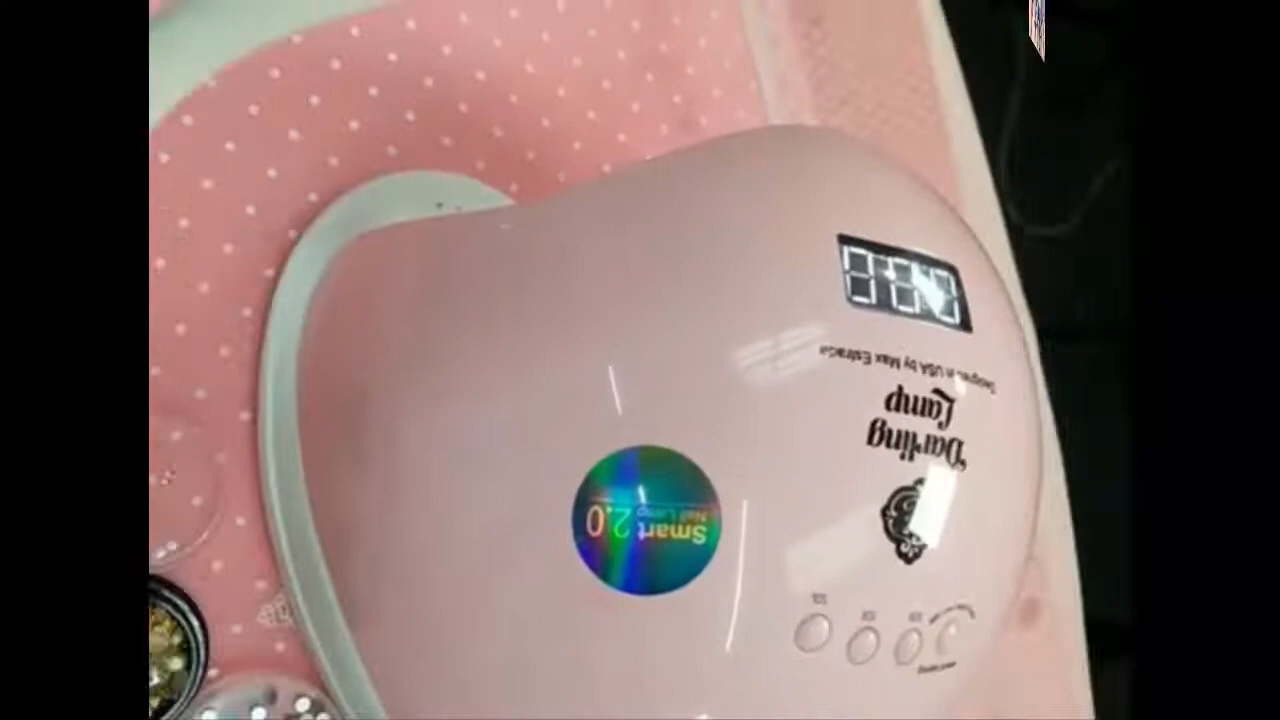 Darling
Lamp
Designed in USA by Max Estrada
Smart 2.0
Nail Lamp